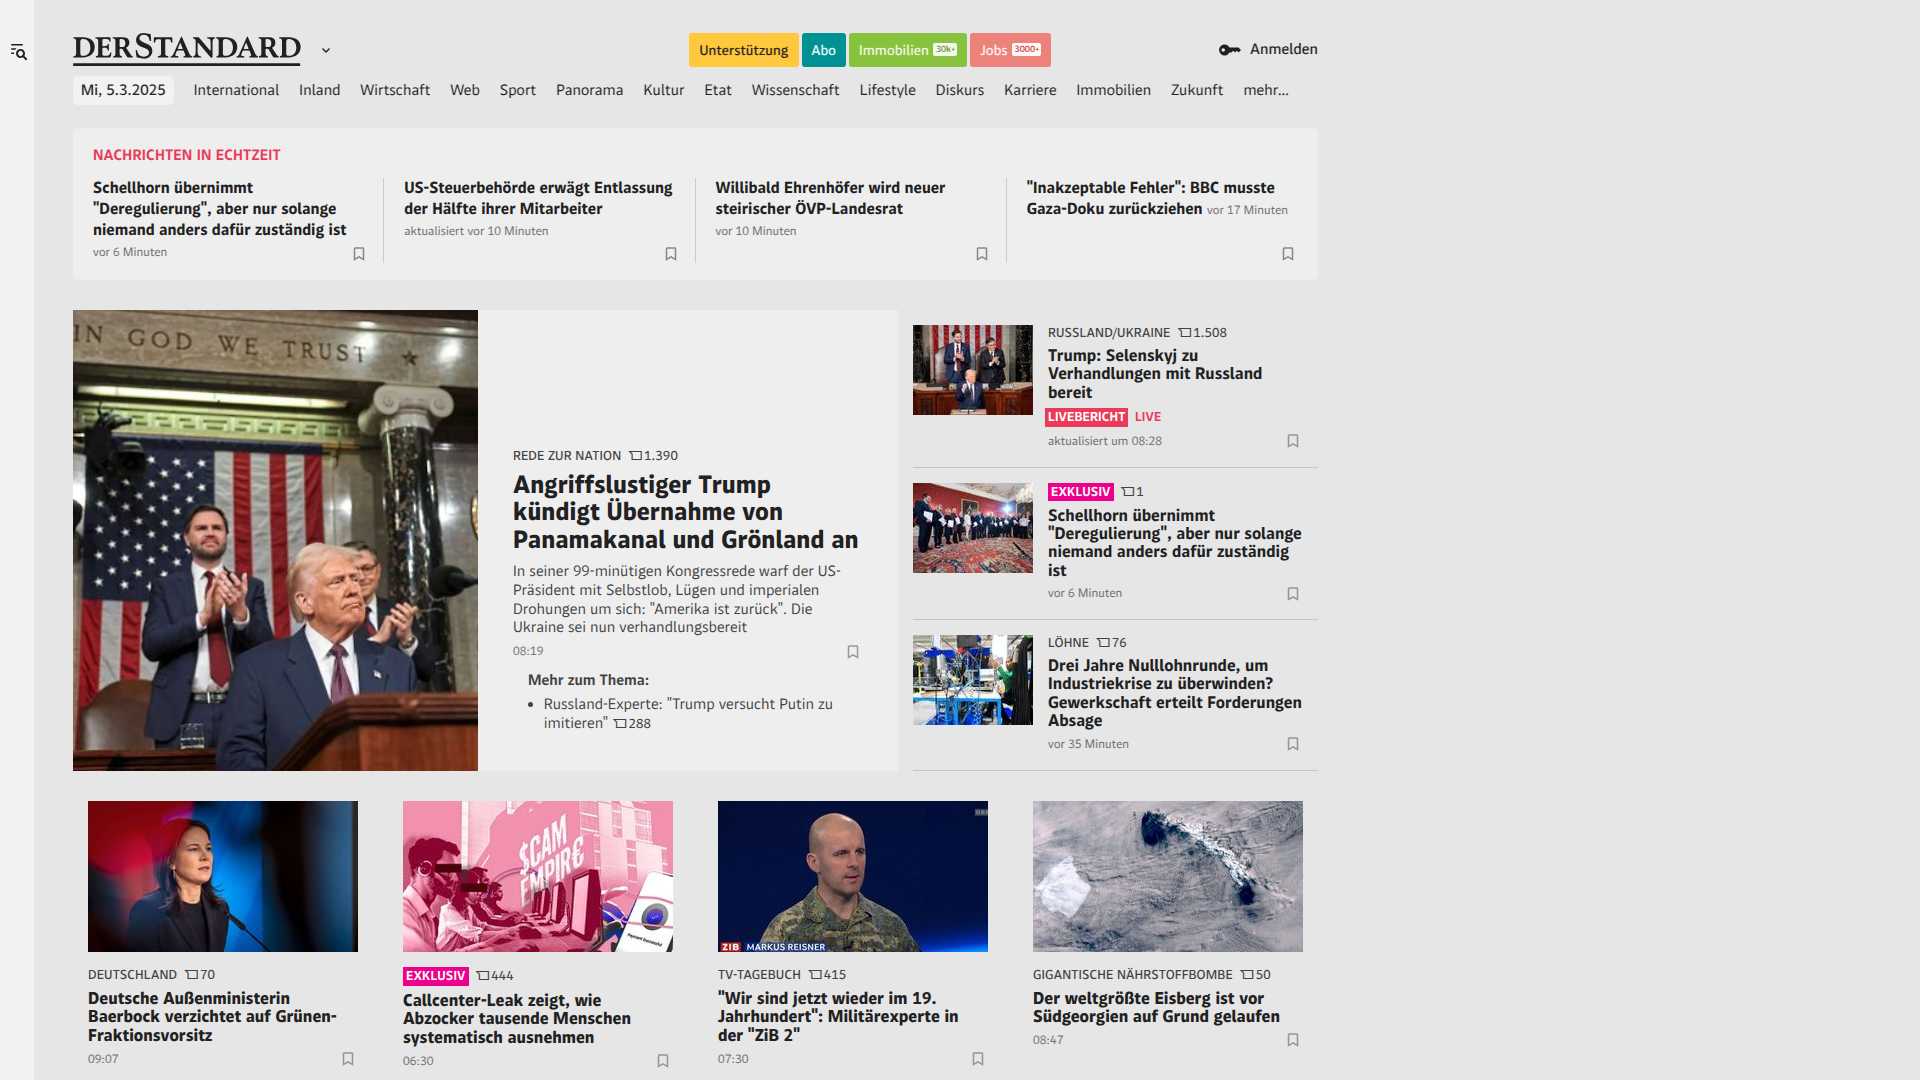 DERSTANDARD
Unterstützung
Abo
Immobilien 30k+
Jobs 3000+
Anmelden
Mi, 5.3.2025
International
Inland
Wirtschaft
Web
Sport
Panorama
Kultur
Etat
Wissenschaft
Lifestyle
Diskurs
Karriere
Immobilien
Zukunft
mehr...
NACHRICHTEN IN ECHTZEIT
Schellhorn übernimmt
"Deregulierung", aber nur solange
niemand anders dafür zuständig ist
vor 6 Minuten
US-Steuerbehörde erwägt Entlassung
der Hälfte ihrer Mitarbeiter
aktualisiert vor 10 Minuten
Willibald Ehrenhöfer wird neuer
steirischer ÖVP-Landesrat
vor 10 Minuten
"Inakzeptable Fehler": BBC musste
Gaza-Doku zurückziehen vor 17 Minuten
IN GOD WE TRUST
REDE ZUR NATION 1.390
Angriffslustiger Trump
kündigt Übernahme von
Panamakanal und Grönland an
In seiner 99-minütigen Kongressrede warf der US-
Präsident mit Selbstlob, Lügen und imperialen
Drohungen um sich: "Amerika ist zurück". Die
Ukraine sei nun verhandlungsbereit
08:19
Mehr zum Thema:
• Russland-Experte: "Trump versucht Putin zu
imitieren" 288
RUSSLAND/UKRAINE 1.508
Trump: Selenskyj zu
Verhandlungen mit Russland
bereit
LIVEBERICHT LIVE
aktualisiert um 08:28
EXKLUSIV 1
Schellhorn übernimmt
"Deregulierung", aber nur solange
niemand anders dafür zuständig
ist
vor 6 Minuten
LÖHNE 76
Drei Jahre Nulllohnrunde, um
Industriekrise zu überwinden?
Gewerkschaft erteilt Forderungen
Absage
vor 35 Minuten
DEUTSCHLAND 70
Deutsche Außenministerin
Baerbock verzichtet auf Grünen-
Fraktionsvorsitz
09:07
$CAM
EMPIR€
EXKLUSIV 444
Callcenter-Leak zeigt, wie
Abzocker tausende Menschen
systematisch ausnehmen
06:30
ZIB MARKUS REISNER
TV-TAGEBUCH 415
"Wir sind jetzt wieder im 19.
Jahrhundert": Militärexperte in
der "ZiB 2"
07:30
GIGANTISCHE NÄHRSTOFFBOMBE 50
Der weltgrößte Eisberg ist vor
Südgeorgien auf Grund gelaufen
08:47